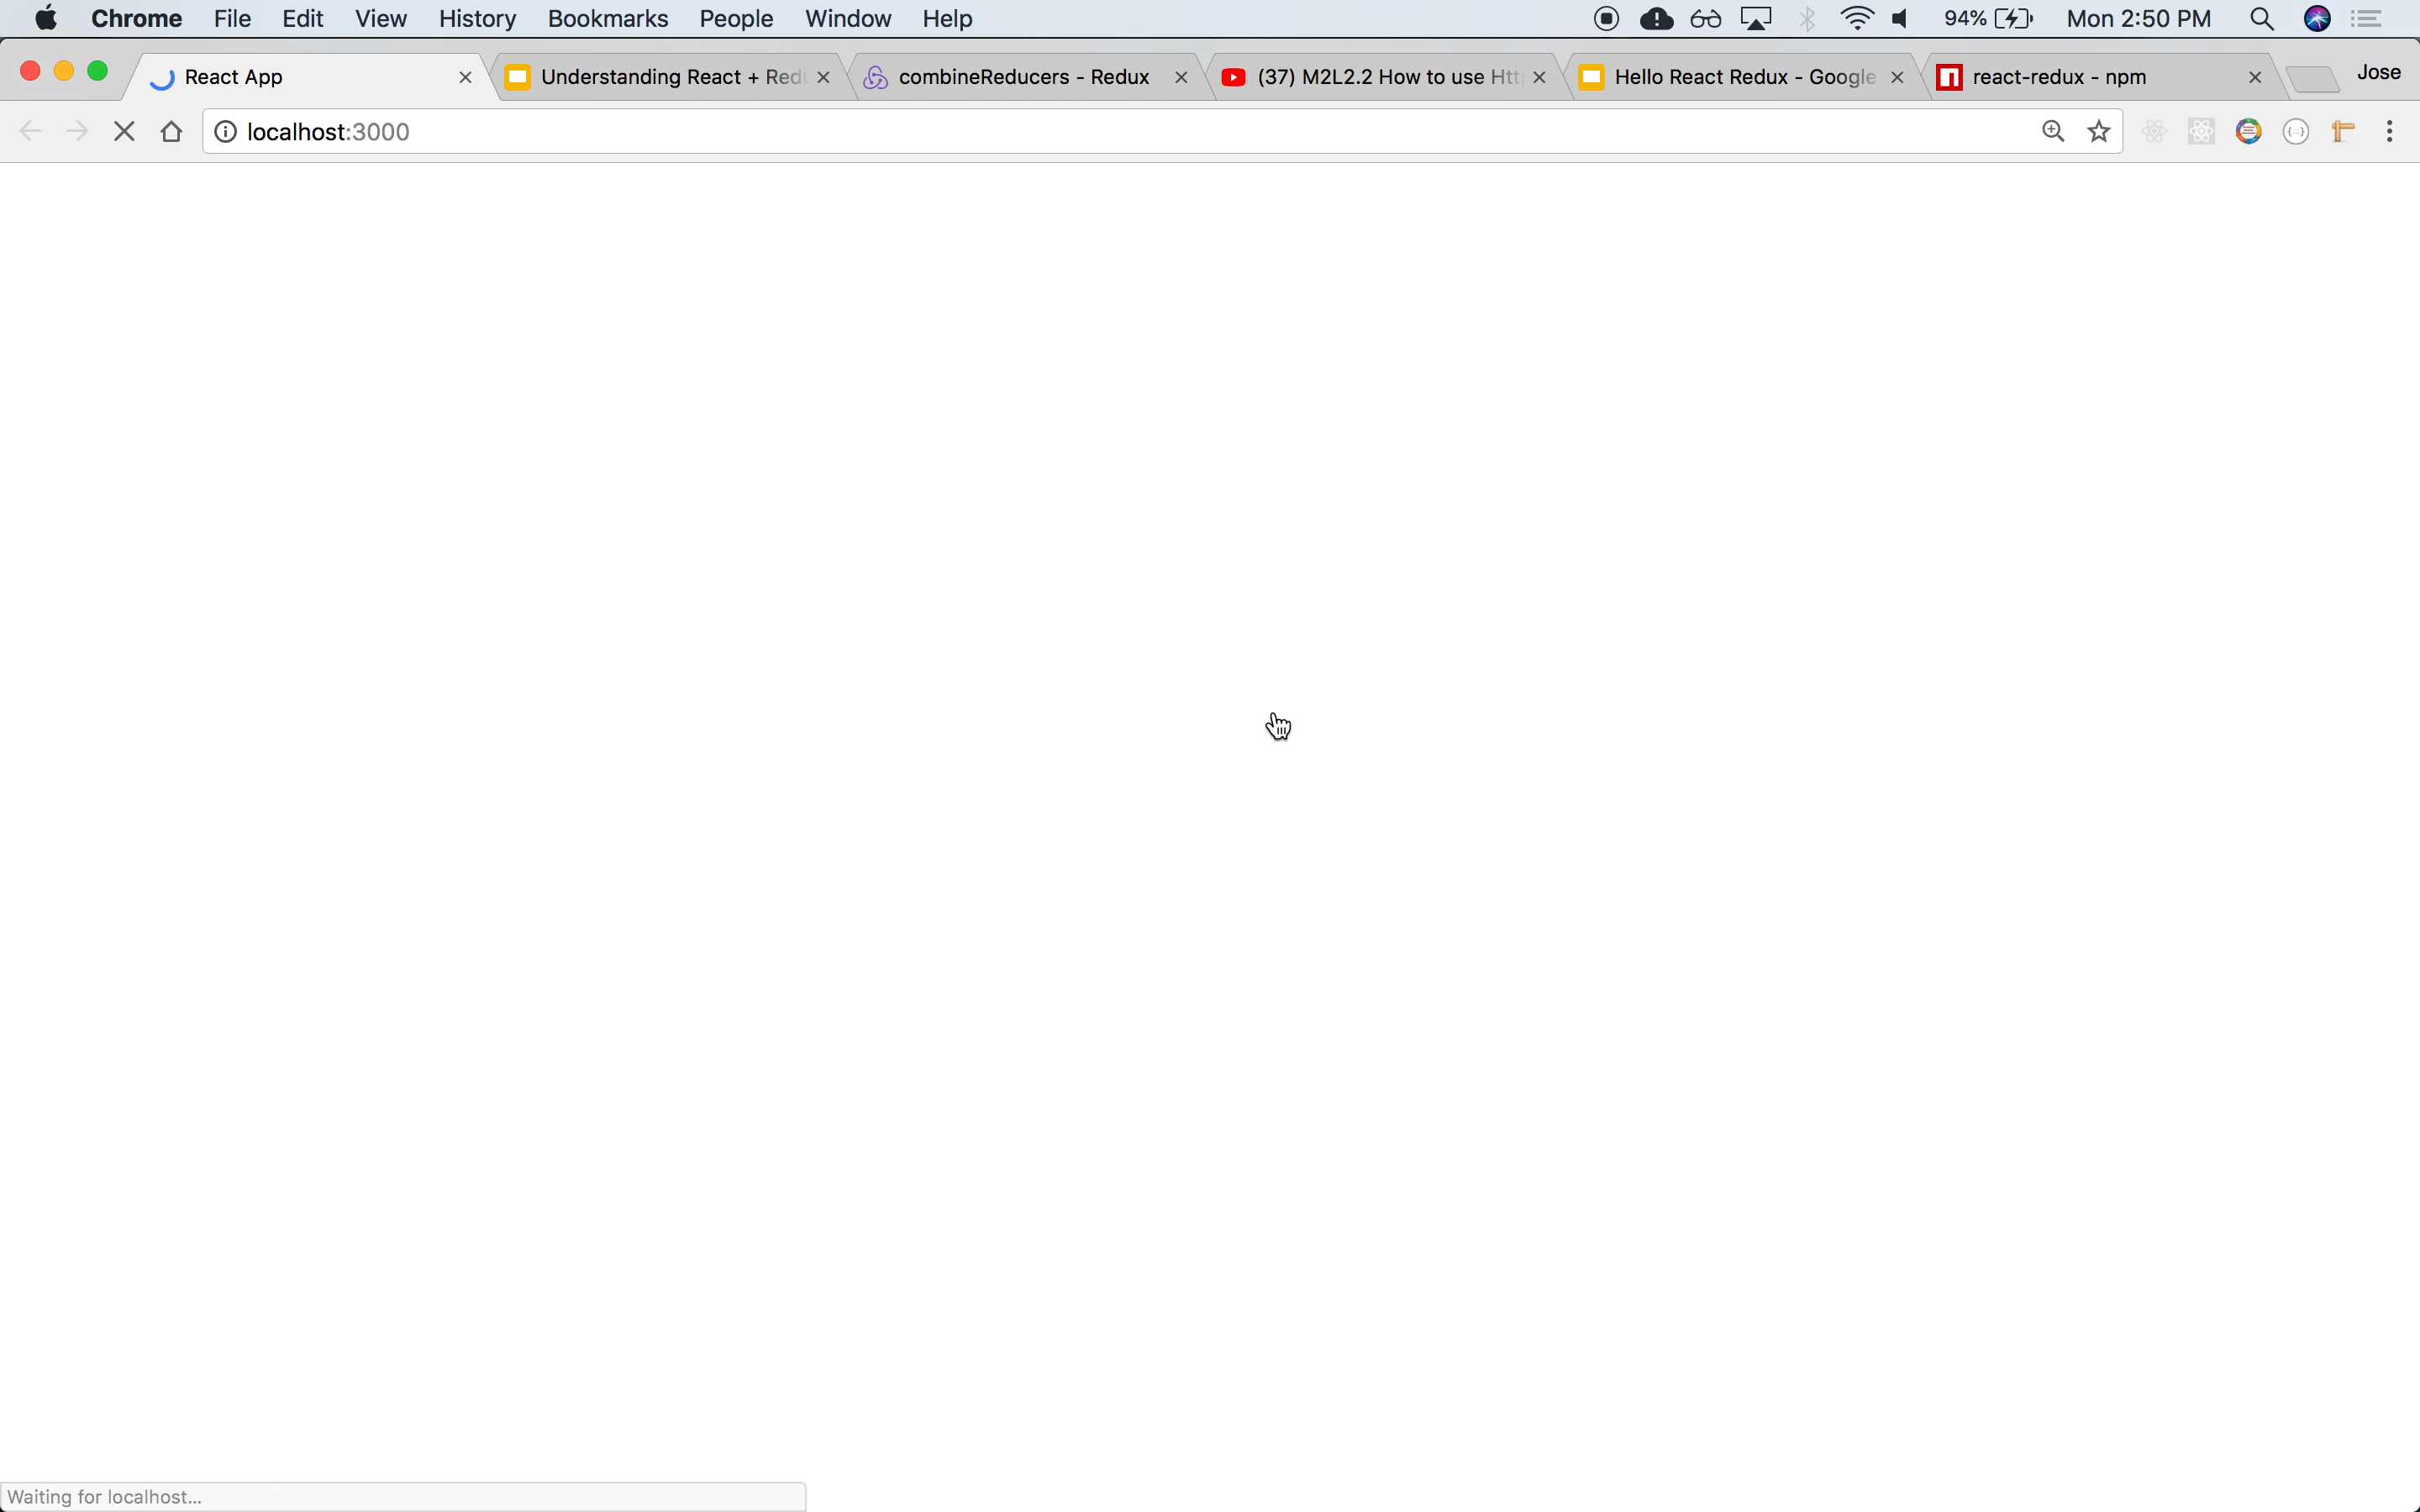 Chrome File Edit View History Bookmarks People Window Help 94% Mon 2:50 PM
React App Understanding React + Redu combineReducers - Redux (37) M2L2.2 How to use Htt Hello React Redux - Google react-redux - npm Jose
localhost:3000
Waiting for localhost...